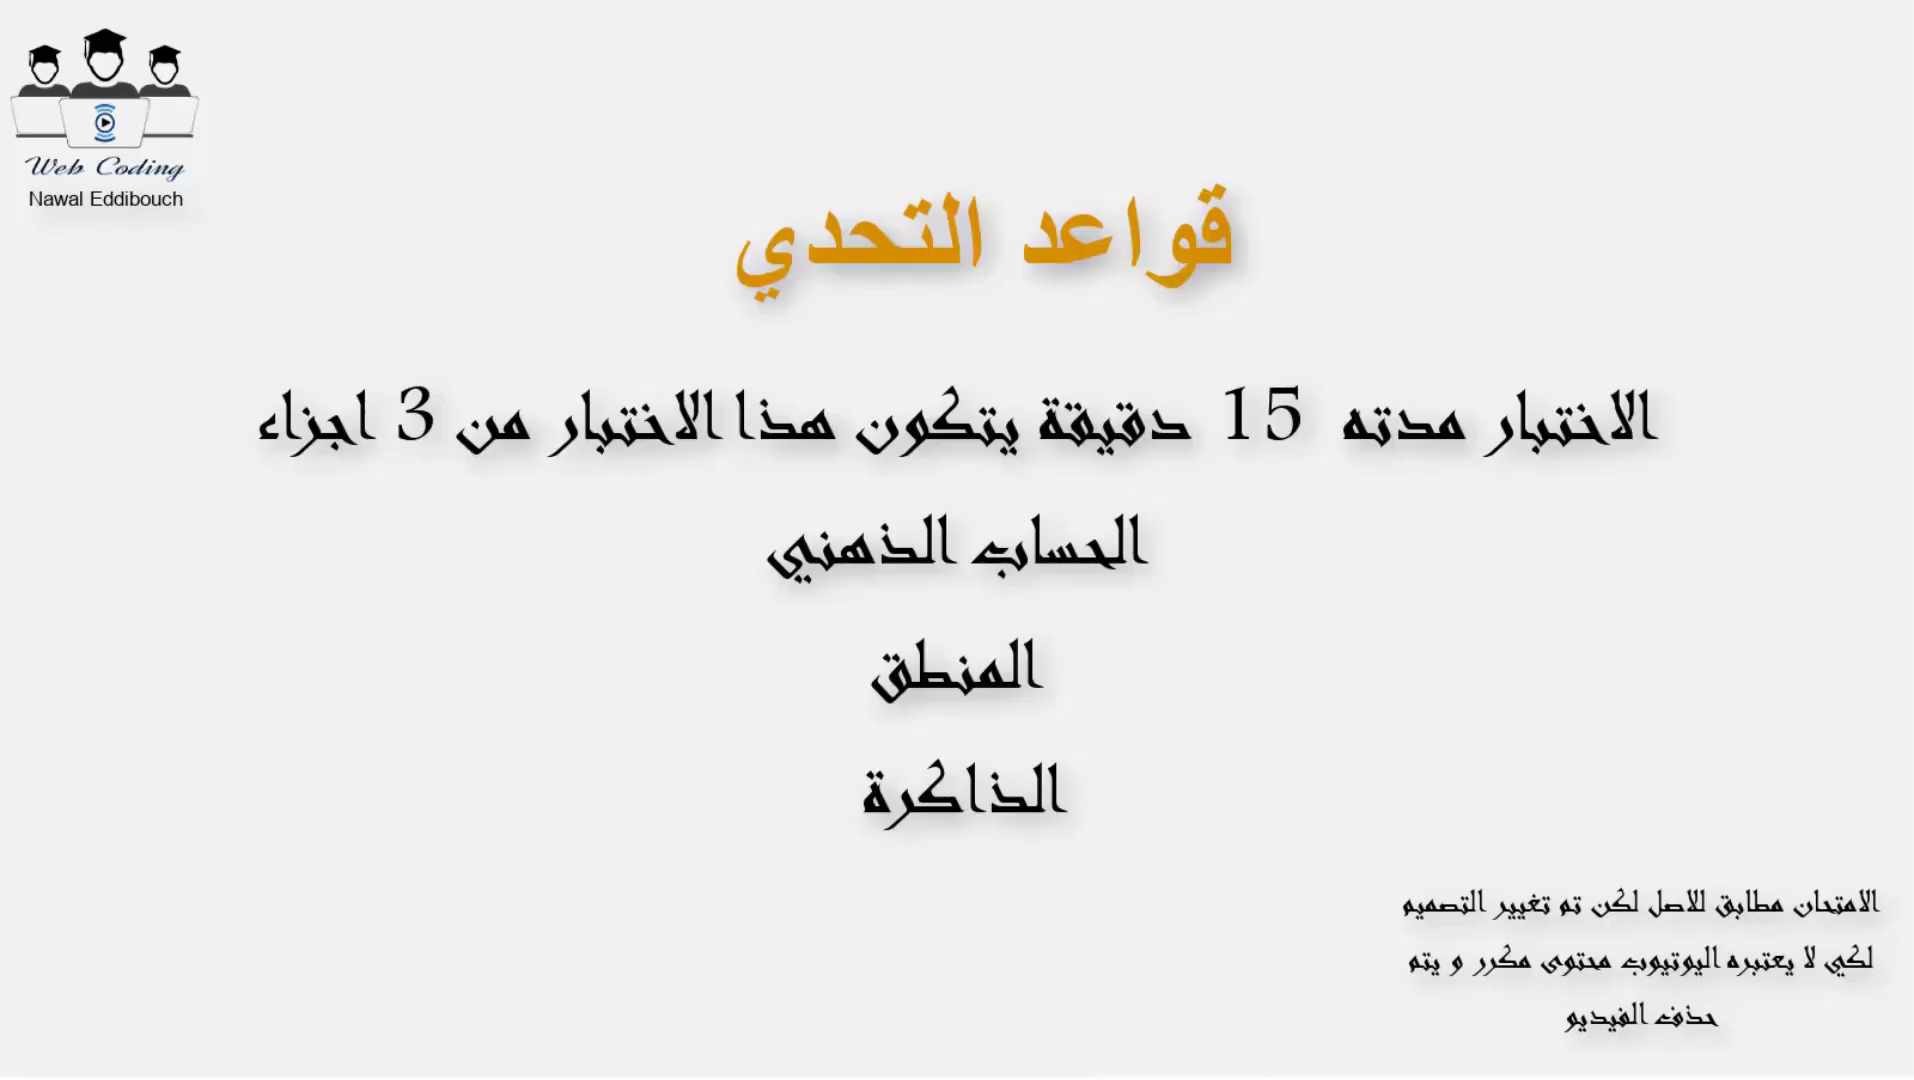 Web Coding
Nawal Eddibouch
قواعد التحدي
الاختبار مدته 15 دقيقة يتكون هذا الاختبار من 3 اجزاء
الحساب الذهني
المنطق
الذاكرة
الامتحان مطابق للاصل لكن تم تغيير التصميم
لكي لا يعتبره اليوتيوب محتوى مكرر و يتم
حذف الفيديو